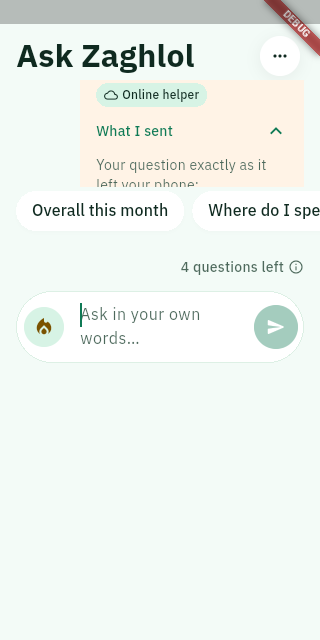 DEBUG
Ask Zaghlol
Online helper
What I sent
Your question exactly as it
left your phone:
Overall this month
Where do I spe
4 questions left
Ask in your own
words...